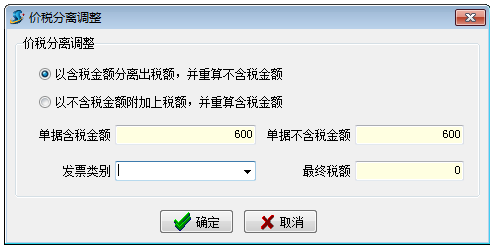 价税分离调整
价税分离调整
以含税金额分离出税额，并重算不含税金额
以不含税金额附加上税额，并重算含税金额
单据含税金额 600 单据不含税金额 600
发票类别 最终税额 0
确定 取消